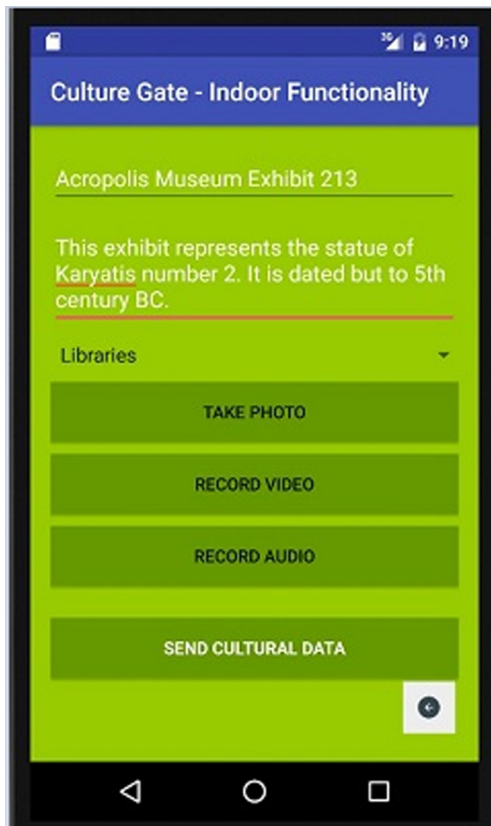 3G 9:19
Culture Gate - Indoor Functionality
Acropolis Museum Exhibit 213
This exhibit represents the statue of
Karyatis number 2. It is dated but to 5th
century BC.
Libraries
TAKE PHOTO
RECORD VIDEO
RECORD AUDIO
SEND CULTURAL DATA